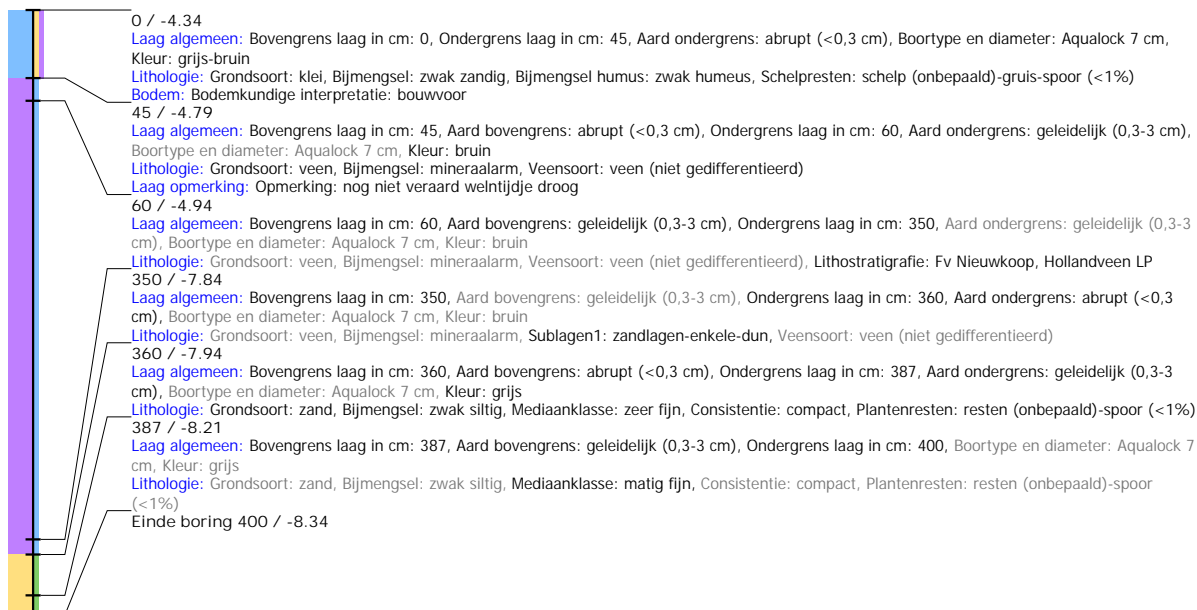 0 / -4.34
Laag algemeen: Bovengrens laag in cm: 0, Ondergrens laag in cm: 45, Aard ondergrens: abrupt (<0,3 cm), Boortype en diameter: Aqualock 7 cm,
Kleur: grijs-bruin
Lithologie: Grondsoort: klei, Bijmengsel: zwak zandig, Bijmengsel humus: zwak humeus, Schelpresten: schelp (onbepaald)-gruis-spoor (<1%)
Bodem: Bodemkundige interpretatie: bouwvoor
45 / -4.79
Laag algemeen: Bovengrens laag in cm: 45, Aard bovengrens: abrupt (<0,3 cm), Ondergrens laag in cm: 60, Aard ondergrens: geleidelijk (0,3-3 cm),
Boortype en diameter: Aqualock 7 cm, Kleur: bruin
Lithologie: Grondsoort: veen, Bijmengsel: mineraalarm, Veensoort: veen (niet gedifferentieerd)
Laag opmerking: Opmerking: nog niet veraard welntijdje droog
60 / -4.94
Laag algemeen: Bovengrens laag in cm: 60, Aard bovengrens: geleidelijk (0,3-3 cm), Ondergrens laag in cm: 350, Aard ondergrens: geleidelijk (0,3-3
cm), Boortype en diameter: Aqualock 7 cm, Kleur: bruin
Lithologie: Grondsoort: veen, Bijmengsel: mineraalarm, Veensoort: veen (niet gedifferentieerd), Lithostratigrafie: Fv Nieuwkoop, Hollandveen LP
350 / -7.84
Laag algemeen: Bovengrens laag in cm: 350, Aard bovengrens: geleidelijk (0,3-3 cm), Ondergrens laag in cm: 360, Aard ondergrens: abrupt (<0,3
cm), Boortype en diameter: Aqualock 7 cm, Kleur: bruin
Lithologie: Grondsoort: veen, Bijmengsel: mineraalarm, Sublagen1: zandlagen-enkele-dun, Veensoort: veen (niet gedifferentieerd)
360 / -7.94
Laag algemeen: Bovengrens laag in cm: 360, Aard bovengrens: abrupt (<0,3 cm), Ondergrens laag in cm: 387, Aard ondergrens: geleidelijk (0,3-3
cm), Boortype en diameter: Aqualock 7 cm, Kleur: grijs
Lithologie: Grondsoort: zand, Bijmengsel: zwak siltig, Mediaanklasse: zeer fijn, Consistentie: compact, Plantenresten: resten (onbepaald)-spoor (<1%)
387 / -8.21
Laag algemeen: Bovengrens laag in cm: 387, Aard bovengrens: geleidelijk (0,3-3 cm), Ondergrens laag in cm: 400, Boortype en diameter: Aqualock 7
cm, Kleur: grijs
Lithologie: Grondsoort: zand, Bijmengsel: zwak siltig, Mediaanklasse: matig fijn, Consistentie: compact, Plantenresten: resten (onbepaald)-spoor
(<1%)
Einde boring 400 / -8.34